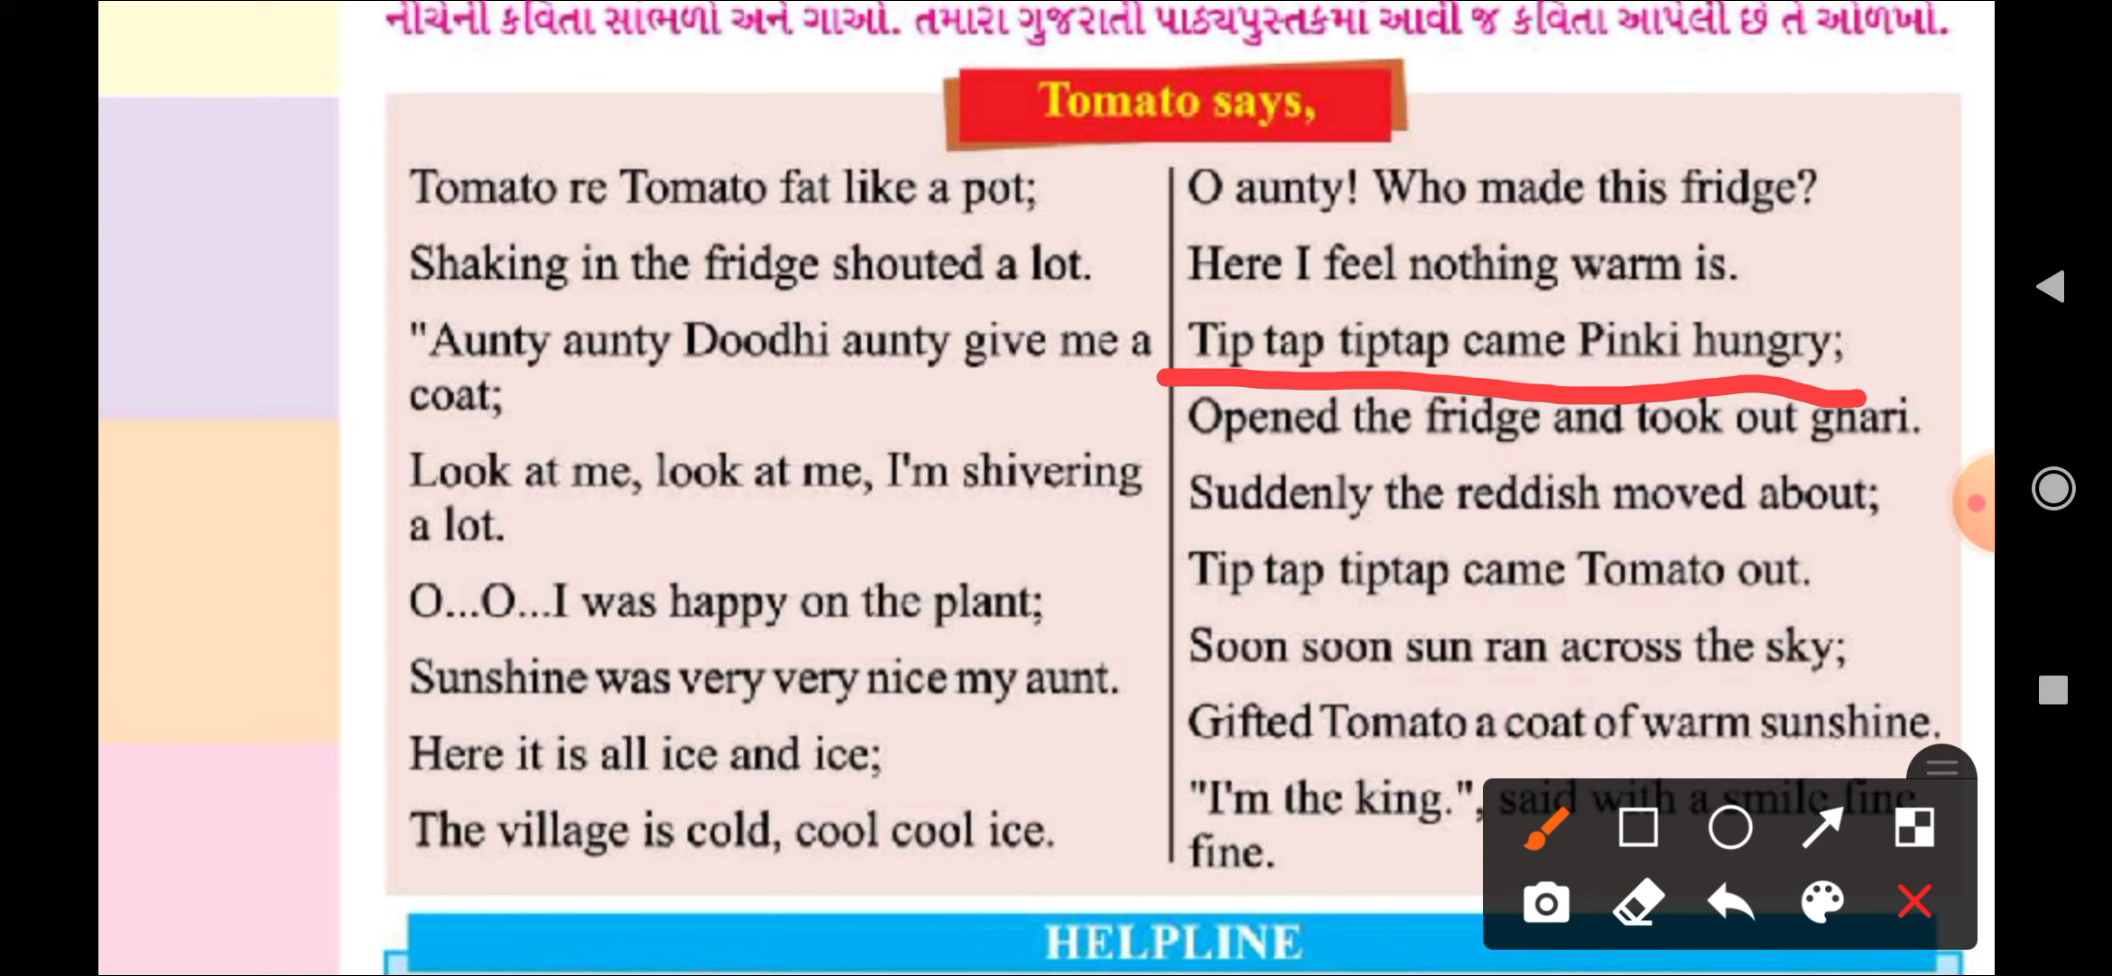 નીચેની કવિતા સાંભળો અને ગાઓ. તમારા ગુજરાતી પાઠ્યપુસ્તકમાં આવી જ કવિતા આપેલી છે તે ઓળખો.
Tomato says,
Tomato re Tomato fat like a pot;
Shaking in the fridge shouted a lot.
"Aunty aunty Doodhi aunty give me a
coat;
Look at me, look at me, I'm shivering
a lot.
O...O...I was happy on the plant;
Sunshine was very very nice my aunt.
Here it is all ice and ice;
The village is cold, cool cool ice.
O aunty! Who made this fridge?
Here I feel nothing warm is.
Tip tap tiptap came Pinki hungry;
Opened the fridge and took out ghari.
Suddenly the reddish moved about;
Tip tap tiptap came Tomato out.
Soon soon sun ran across the sky;
Gifted Tomato a coat of warm sunshine.
"I'm the king.", said with a smile fine
fine.
HELPLINE